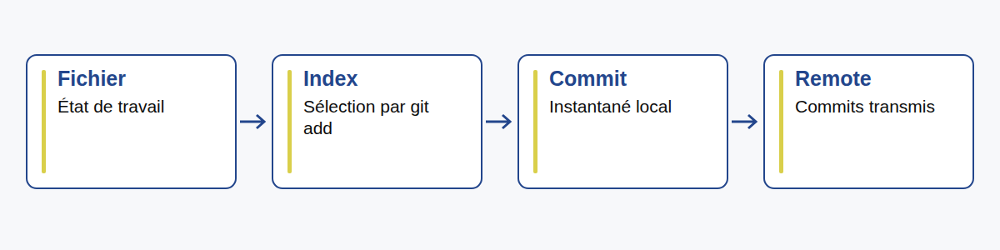 Fichier
État de travail
Index
Sélection par git
add
Commit
Instantané local
Remote
Commits transmis